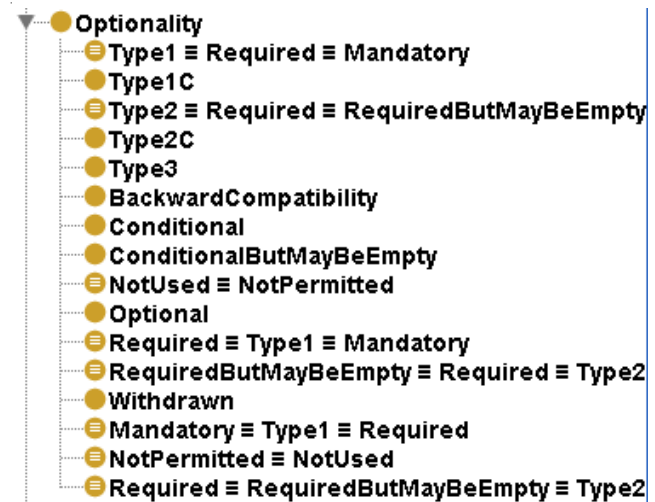 Optionality
Type1 ≡ Required ≡ Mandatory
Type1C
Type2 ≡ Required ≡ RequiredButMayBeEmpty
Type2C
Type3
BackwardCompatibility
Conditional
ConditionalButMayBeEmpty
NotUsed ≡ NotPermitted
Optional
Required ≡ Type1 ≡ Mandatory
RequiredButMayBeEmpty ≡ Required ≡ Type2
Withdrawn
Mandatory ≡ Type1 ≡ Required
NotPermitted ≡ NotUsed
Required ≡ RequiredButMayBeEmpty ≡ Type2